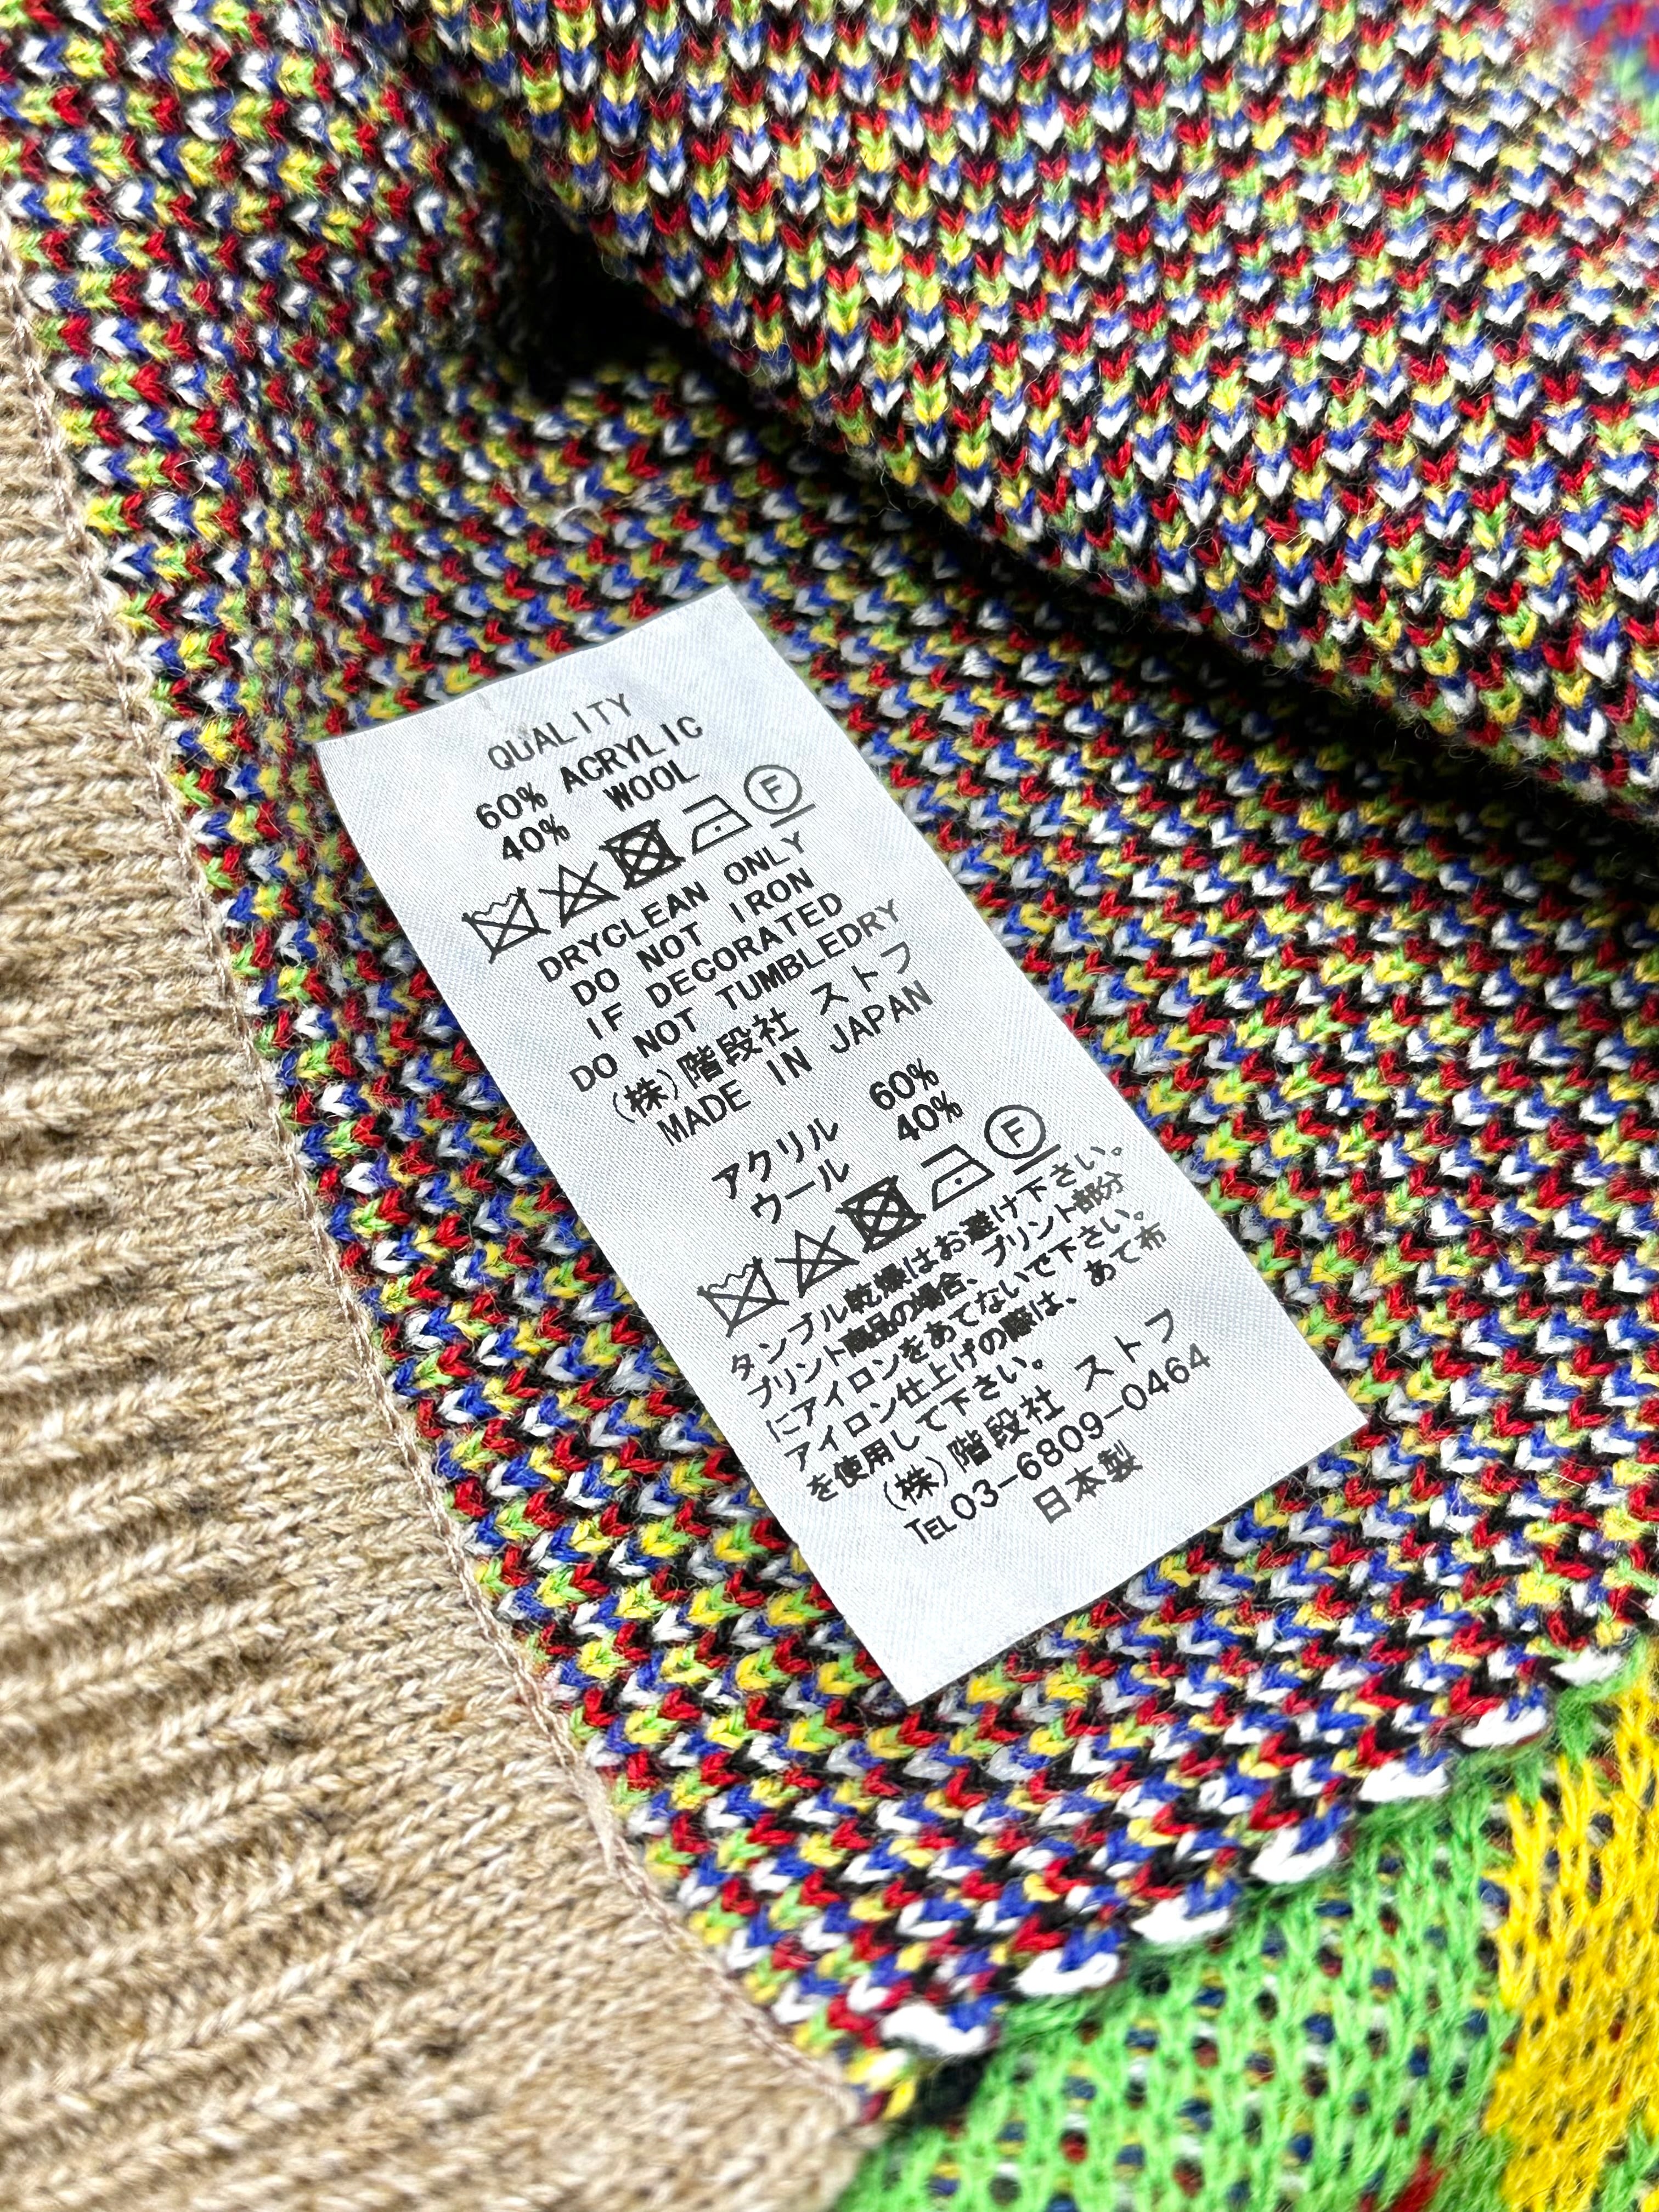 QUALITY
60% ACRYLIC
40% WOOL
F
DRYCLEAN ONLY
DO NOT IRON
IF DECORATED
DO NOT TUMBLEDRY
(株)階段社 ストフ
MADE IN JAPAN
アクリル 60%
ウール 40%
F
タンブル乾燥はお避け下さい。
プリント商品の場合、プリント部分
にアイロンをあてないで下さい。
アイロン仕上げの際は、あて布
を使用して下さい。
(株)階段社 ストフ
TEL03-6809-0464
日本製